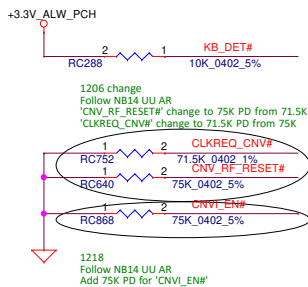 +3.3V_ALW_PCH
2 1 KB_DET#
RC288 10K_0402_5%
1206 change
Follow NB14 UU AR
'CNV_RF_RESET#' change to 75K PD from 71.5K
'CLKREQ_CNV#' change to 71.5K PD from 75K
1 2 CLKREQ_CNV#
RC752 71.5K_0402_1%
1 2 CNV_RF_RESET#
RC640 75K_0402_5%
1 2 CNVI_EN#
RC868 75K_0402_5%
1218
Follow NB14 UU AR
Add 75K PD for 'CNVI_EN#'